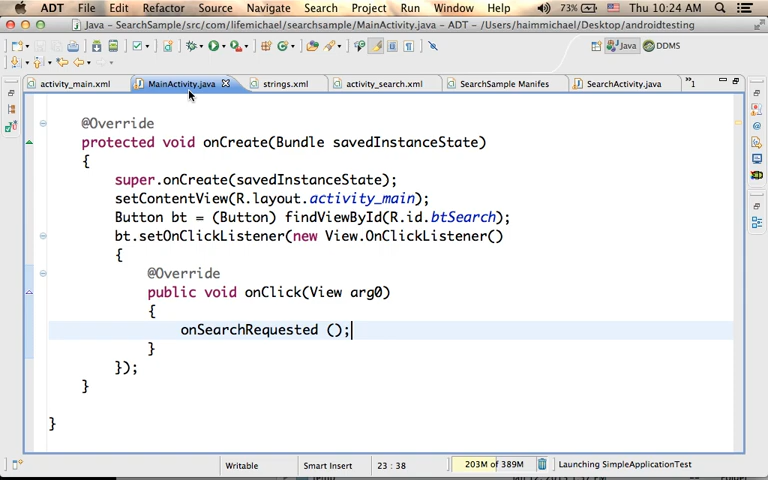 ADT File Edit Refactor Source Navigate Search Project Run Window Help 73% Thu 10:24 AM
Java – SearchSample/src/com/lifemichael/searchsample/MainActivity.java – ADT – /Users/haimmichael/Desktop/androidtesting
Java DDMS
activity_main.xml MainActivity.java strings.xml activity_search.xml SearchSample Manifes SearchActivity.java »1
@Override
protected void onCreate(Bundle savedInstanceState)
{
super.onCreate(savedInstanceState);
setContentView(R.layout.activity_main);
Button bt = (Button) findViewById(R.id.btSearch);
bt.setOnClickListener(new View.OnClickListener()
{
@Override
public void onClick(View arg0)
{
onSearchRequested ();
}
});
}
}
Writable Smart Insert 23 : 38 203M of 389M Launching SimpleApplicationTest